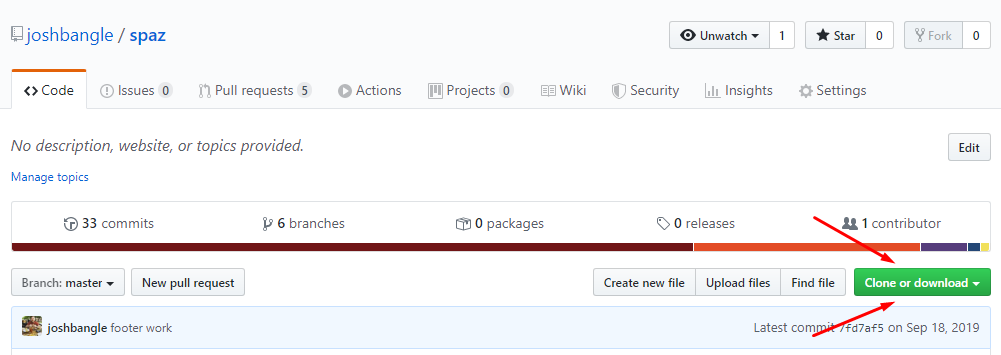 joshbangle / spaz Unwatch 1 Star 0 Fork 0
Code Issues 0 Pull requests 5 Actions Projects 0 Wiki Security Insights Settings
No description, website, or topics provided. Edit
Manage topics
33 commits 6 branches 0 packages 0 releases 1 contributor
Branch: master New pull request Create new file Upload files Find file Clone or download
joshbangle footer work Latest commit 7fd7af5 on Sep 18, 2019